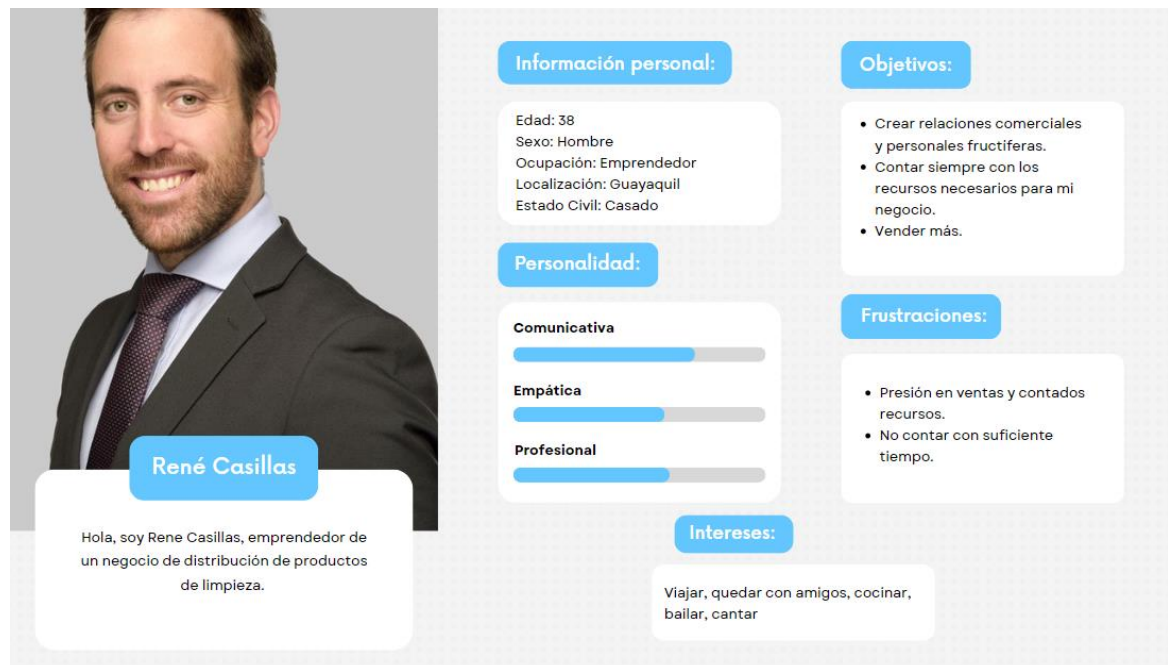 René Casillas
Hola, soy Rene Casillas, emprendedor de
un negocio de distribución de productos
de limpieza.
Información personal:
Edad: 38
Sexo: Hombre
Ocupación: Emprendedor
Localización: Guayaquil
Estado Civil: Casado
Personalidad:
Comunicativa
Empática
Profesional
Objetivos:
• Crear relaciones comerciales
y personales fructiferas.
• Contar siempre con los
recursos necesarios para mi
negocio.
• Vender más.
Frustraciones:
• Presión en ventas y contados
recursos.
• No contar con suficiente
tiempo.
Intereses:
Viajar, quedar con amigos, cocinar,
bailar, cantar